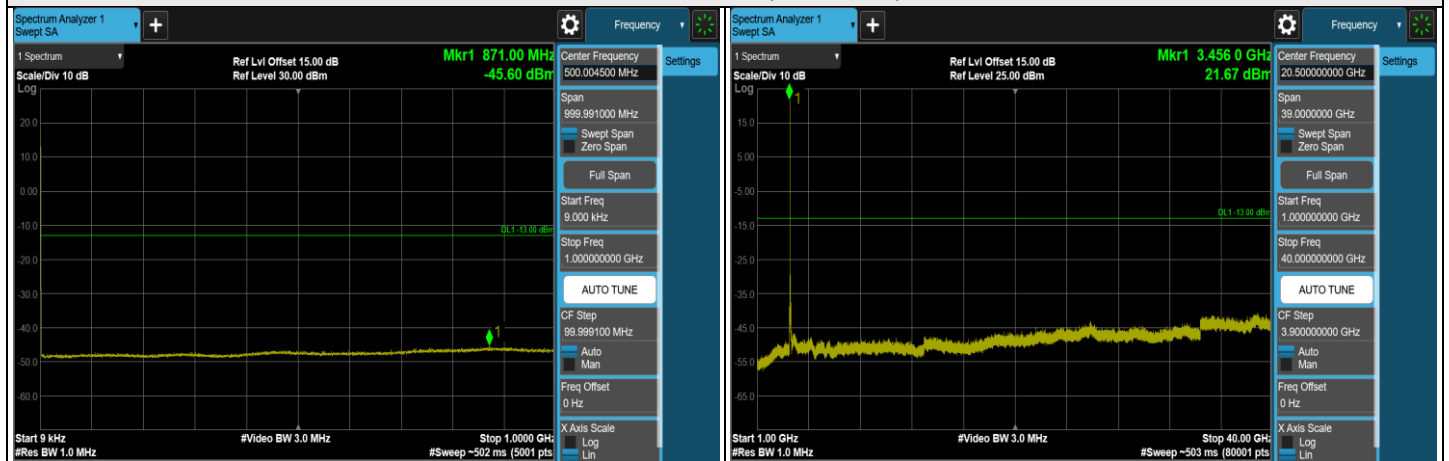 Spectrum Analyzer 1
Swept SA
+
Frequency
1 Spectrum
Scale/Div 10 dB
Log
Ref Lvl Offset 15.00 dB
Ref Level 30.00 dBm
Mkr1 871.00 MHz
-45.60 dBm
20.0
10.0
0.00
-10.0
-20.0
-30.0
-40.0
-50.0
-60.0
DL1 -13.00 dBm
1
Start 9 kHz
#Res BW 1.0 MHz
#Video BW 3.0 MHz
Stop 1.0000 GHz
#Sweep ~502 ms (5001 pts
Center Frequency
500.004500 MHz
Span
999.991000 MHz
Swept Span
Zero Span
Full Span
Start Freq
9.000 kHz
Stop Freq
1.000000000 GHz
AUTO TUNE
CF Step
99.999100 MHz
Auto
Man
Freq Offset
0 Hz
X Axis Scale
Log
Lin
Settings
Spectrum Analyzer 1
Swept SA
+
Frequency
1 Spectrum
Scale/Div 10 dB
Log
Ref Lvl Offset 15.00 dB
Ref Level 25.00 dBm
Mkr1 3.456 0 GHz
21.67 dBm
1
15.0
5.00
-5.00
-15.0
-25.0
-35.0
-45.0
-55.0
-65.0
DL1 -13.00 dBm
Start 1.00 GHz
#Res BW 1.0 MHz
#Video BW 3.0 MHz
Stop 40.00 GHz
#Sweep ~503 ms (80001 pts
Center Frequency
20.500000000 GHz
Span
39.0000000 GHz
Swept Span
Zero Span
Full Span
Start Freq
1.000000000 GHz
Stop Freq
40.000000000 GHz
AUTO TUNE
CF Step
3.900000000 GHz
Auto
Man
Freq Offset
0 Hz
X Axis Scale
Log
Lin
Settings